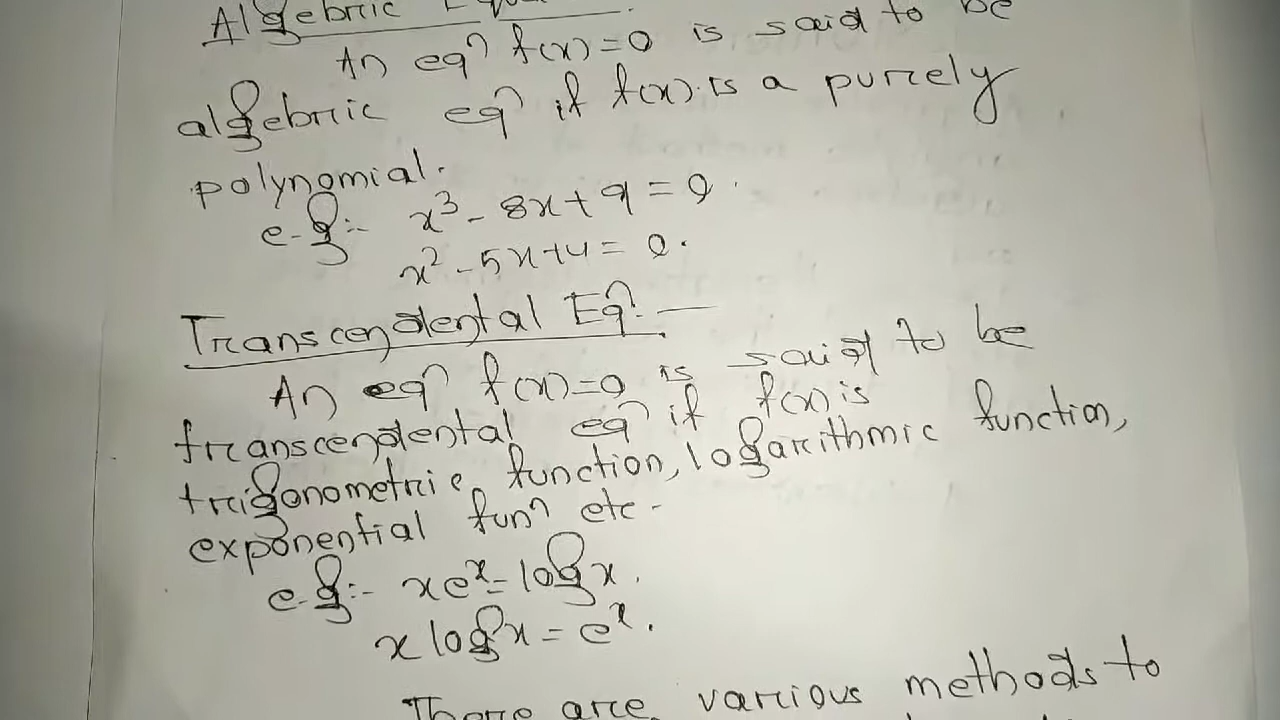 Algebric Equ
An eqn f(x)=0 is said to be
algebric eqn if f(x) is a purely
polynomial.
e.g:- x³ - 8x + 9 = 0.
x² - 5x + 4 = 0.
Transcendental Eqn. —
An eqn f(x)=0 is said to be
transcendental eqn if f(x) is
trigonometric function, logarithmic function,
exponential funn etc.
e.g:- xeˣ = log x.
x log x = eˣ.
There are various methods to